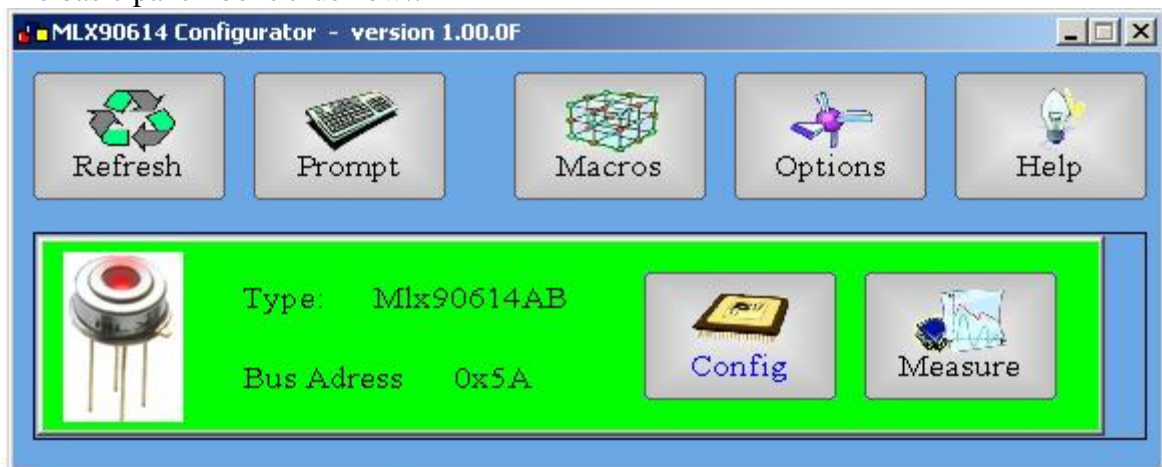 MLX90614 Configurator - version 1.00.0F
Refresh Prompt Macros Options Help
Type: Mlx90614AB
Bus Adress 0x5A
Config Measure